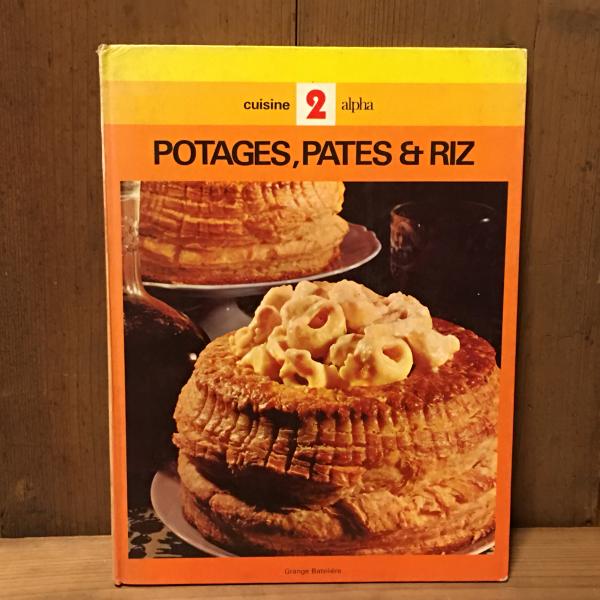 cuisine 2 alpha
POTAGES, PATES & RIZ
Grange Batelière